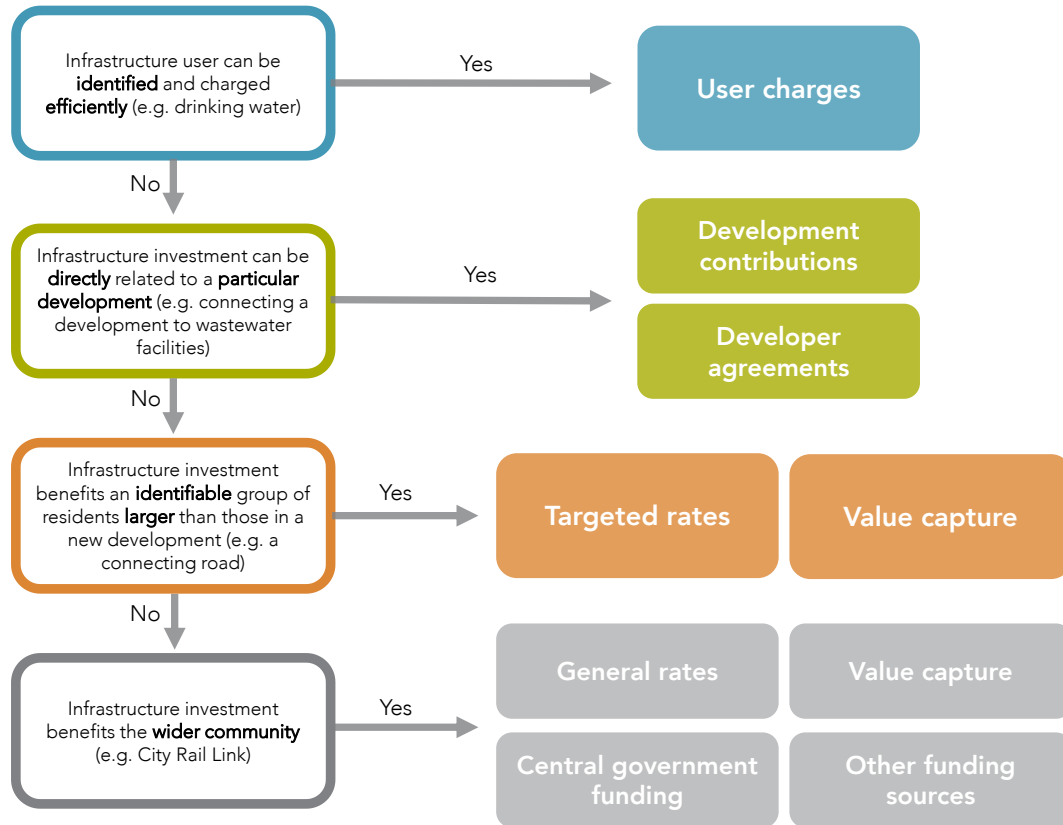 Infrastructure user can be
identified and charged
efficiently (e.g. drinking water)
Yes
User charges
No
Infrastructure investment can be
directly related to a particular
development (e.g. connecting a
development to wastewater
facilities)
Yes
Development
contributions
Developer
agreements
No
Infrastructure investment
benefits an identifiable group of
residents larger than those in a
new development (e.g. a
connecting road)
Yes
Targeted rates
Value capture
No
Infrastructure investment
benefits the wider community
(e.g. City Rail Link)
Yes
General rates
Value capture
Central government
funding
Other funding
sources